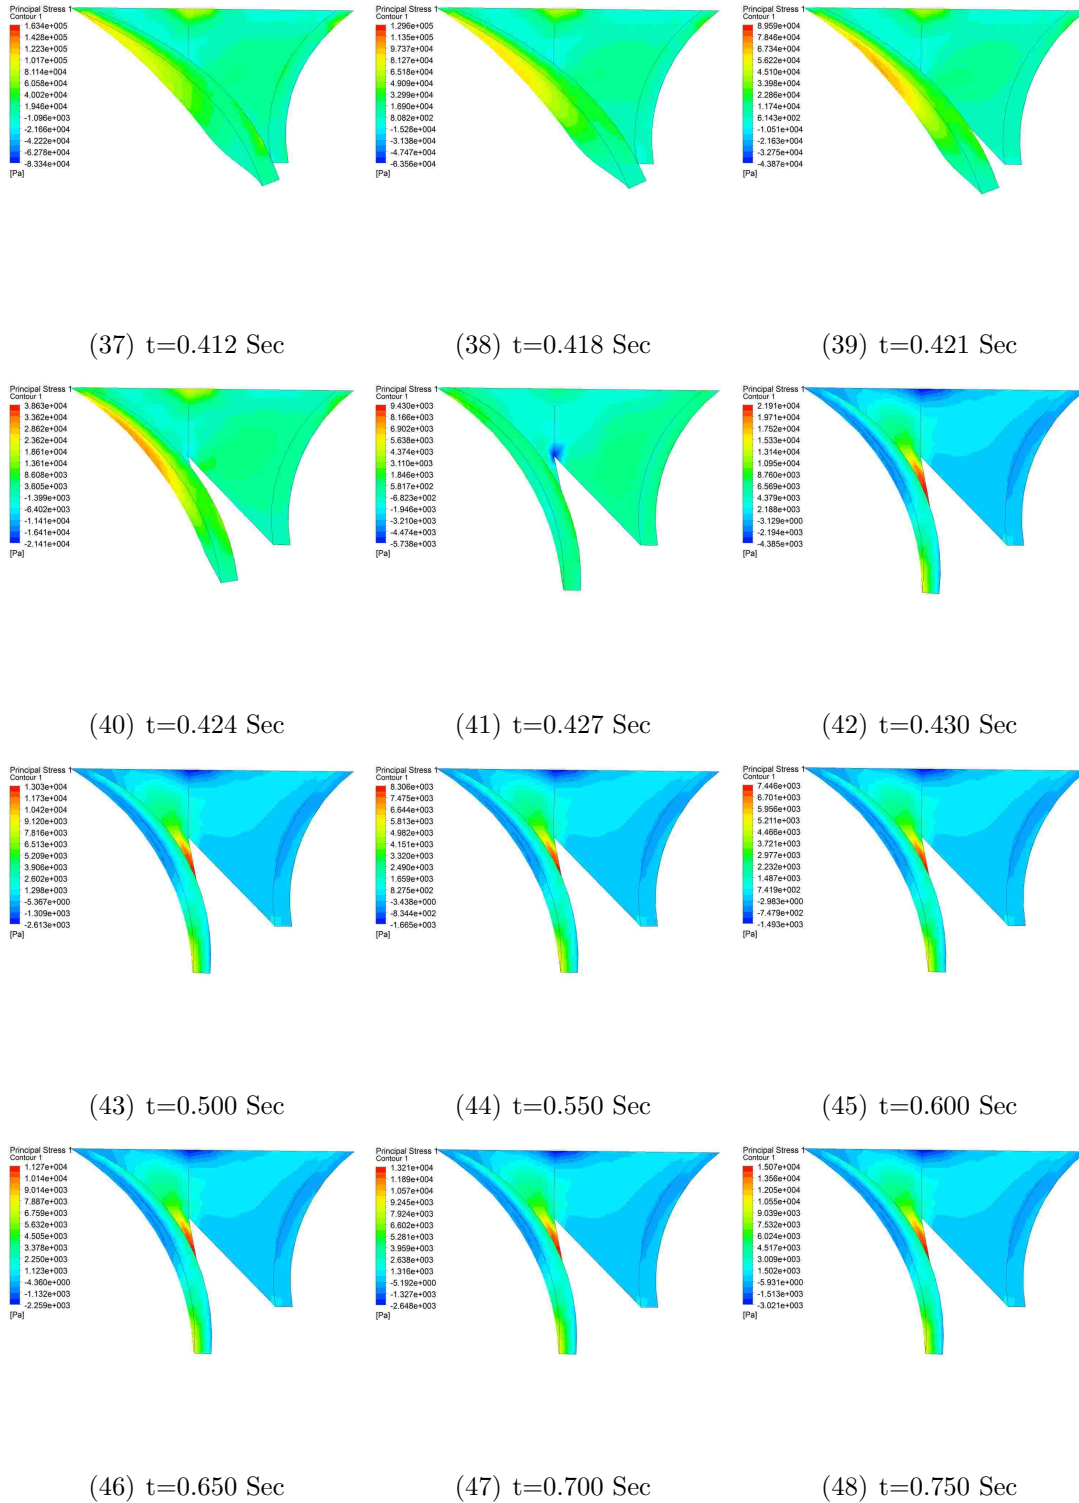 Principal Stress 1
Contour 1
1.634e+005
1.428e+005
1.223e+005
1.017e+005
8.114e+004
6.058e+004
4.002e+004
1.946e+004
-1.096e+003
-2.166e+004
-4.222e+004
-6.278e+004
-8.334e+004
[Pa]
Principal Stress 1
Contour 1
1.296e+005
1.135e+005
9.737e+004
8.127e+004
6.518e+004
4.909e+004
3.299e+004
1.690e+004
8.082e+002
-1.528e+004
-3.138e+004
-4.747e+004
-6.356e+004
[Pa]
Principal Stress 1
Contour 1
8.959e+004
7.846e+004
6.734e+004
5.622e+004
4.510e+004
3.398e+004
2.286e+004
1.174e+004
6.143e+002
-1.051e+004
-2.163e+004
-3.275e+004
-4.387e+004
[Pa]
(37) t=0.412 Sec
(38) t=0.418 Sec
(39) t=0.421 Sec
Principal Stress 1
Contour 1
3.863e+004
3.362e+004
2.862e+004
2.362e+004
1.861e+004
1.361e+004
8.608e+003
3.605e+003
-1.399e+003
-6.402e+003
-1.141e+004
-1.641e+004
-2.141e+004
[Pa]
Principal Stress 1
Contour 1
9.430e+003
8.166e+003
6.902e+003
5.638e+003
4.374e+003
3.110e+003
1.846e+003
5.817e+002
-6.823e+002
-1.946e+003
-3.210e+003
-4.474e+003
-5.738e+003
[Pa]
Principal Stress 1
Contour 1
2.191e+004
1.971e+004
1.752e+004
1.533e+004
1.314e+004
1.095e+004
8.760e+003
6.569e+003
4.379e+003
2.188e+003
-3.129e+000
-2.194e+003
-4.385e+003
[Pa]
(40) t=0.424 Sec
(41) t=0.427 Sec
(42) t=0.430 Sec
Principal Stress 1
Contour 1
1.303e+004
1.173e+004
1.042e+004
9.120e+003
7.816e+003
6.513e+003
5.209e+003
3.906e+003
2.602e+003
1.298e+003
-5.367e+000
-1.309e+003
-2.613e+003
[Pa]
Principal Stress 1
Contour 1
8.306e+003
7.475e+003
6.644e+003
5.813e+003
4.982e+003
4.151e+003
3.320e+003
2.490e+003
1.659e+003
8.275e+002
-3.438e+000
-8.344e+002
-1.665e+003
[Pa]
Principal Stress 1
Contour 1
7.446e+003
6.701e+003
5.956e+003
5.211e+003
4.466e+003
3.721e+003
2.977e+003
2.232e+003
1.487e+003
7.419e+002
-2.983e+000
-7.479e+002
-1.493e+003
[Pa]
(43) t=0.500 Sec
(44) t=0.550 Sec
(45) t=0.600 Sec
Principal Stress 1
Contour 1
1.127e+004
1.014e+004
9.014e+003
7.887e+003
6.759e+003
5.632e+003
4.505e+003
3.378e+003
2.250e+003
1.123e+003
-4.360e+000
-1.132e+003
-2.259e+003
[Pa]
Principal Stress 1
Contour 1
1.321e+004
1.189e+004
1.057e+004
9.245e+003
7.924e+003
6.602e+003
5.281e+003
3.959e+003
2.638e+003
1.316e+003
-5.192e+000
-1.327e+003
-2.648e+003
[Pa]
Principal Stress 1
Contour 1
1.507e+004
1.356e+004
1.205e+004
1.055e+004
9.039e+003
7.532e+003
6.024e+003
4.517e+003
3.009e+003
1.502e+003
-5.931e+000
-1.513e+003
-3.021e+003
[Pa]
(46) t=0.650 Sec
(47) t=0.700 Sec
(48) t=0.750 Sec